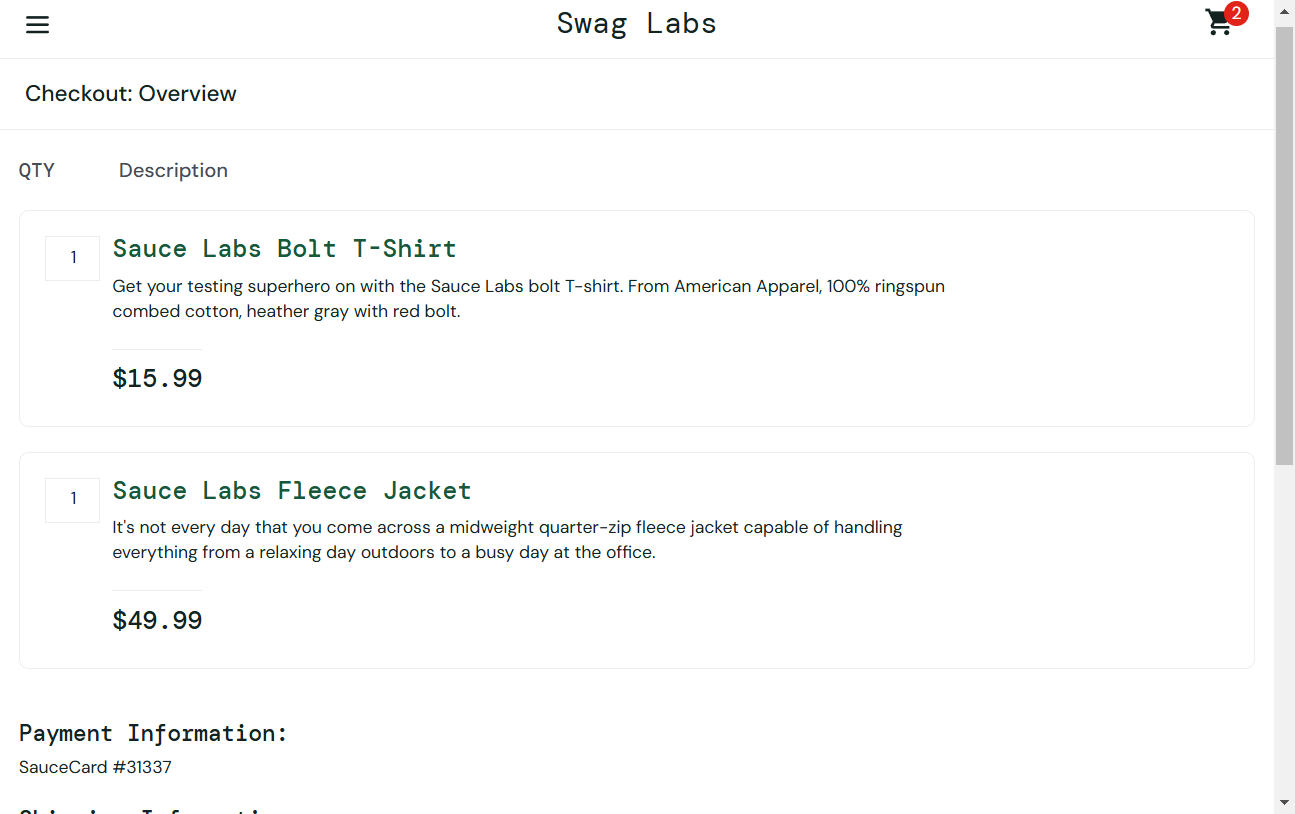 Swag Labs
2
Checkout: Overview
QTY Description
1
Sauce Labs Bolt T-Shirt
Get your testing superhero on with the Sauce Labs bolt T-shirt. From American Apparel, 100% ringspun
combed cotton, heather gray with red bolt.
$15.99
1
Sauce Labs Fleece Jacket
It's not every day that you come across a midweight quarter-zip fleece jacket capable of handling
everything from a relaxing day outdoors to a busy day at the office.
$49.99
Payment Information:
SauceCard #31337